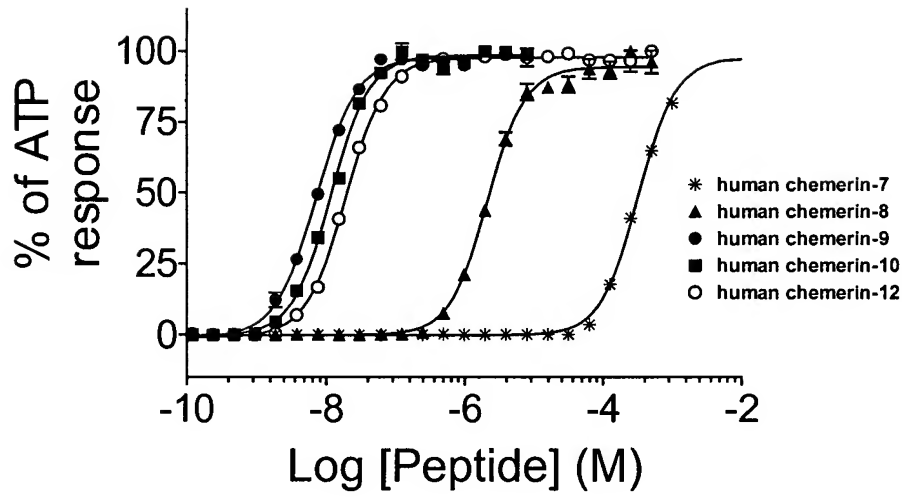 % of ATP
response
100
75
50
25
0
-10
-8
-6
-4
-2
Log [Peptide] (M)
human chemerin-7
human chemerin-8
human chemerin-9
human chemerin-10
human chemerin-12